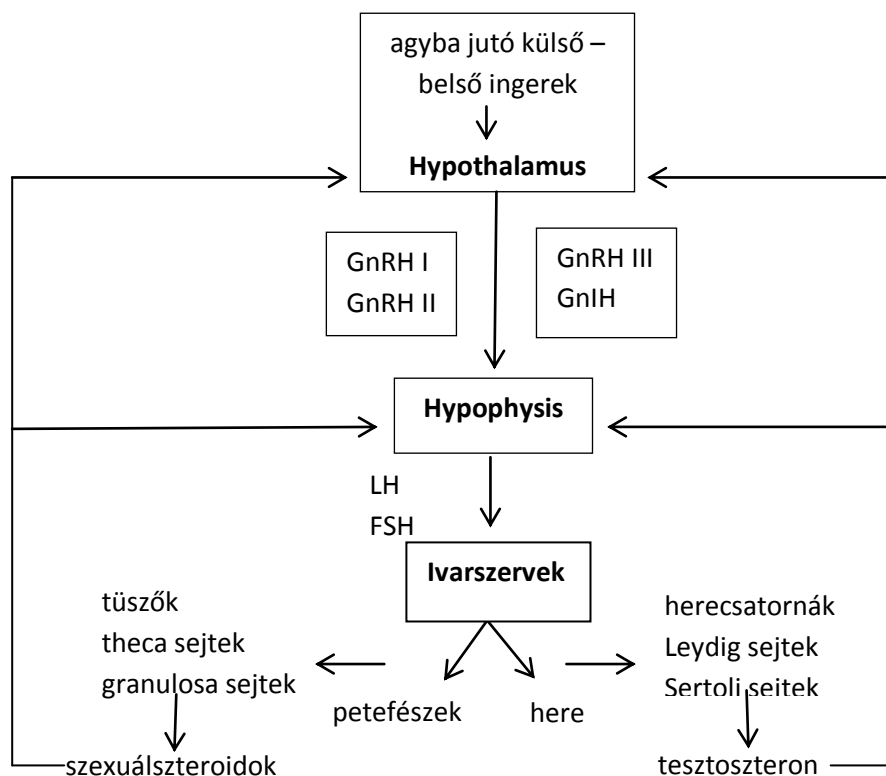 agyba jutó külső –
belső ingerek
Hypothalamus
GnRH I
GnRH II
GnRH III
GnIH
Hypophysis
LH
FSH
Ivarszervek
tüszők
theca sejtek
granulosa sejtek
petefészek
here
herecsatornák
Leydig sejtek
Sertoli sejtek
szexuálszteroidok
tesztoszteron